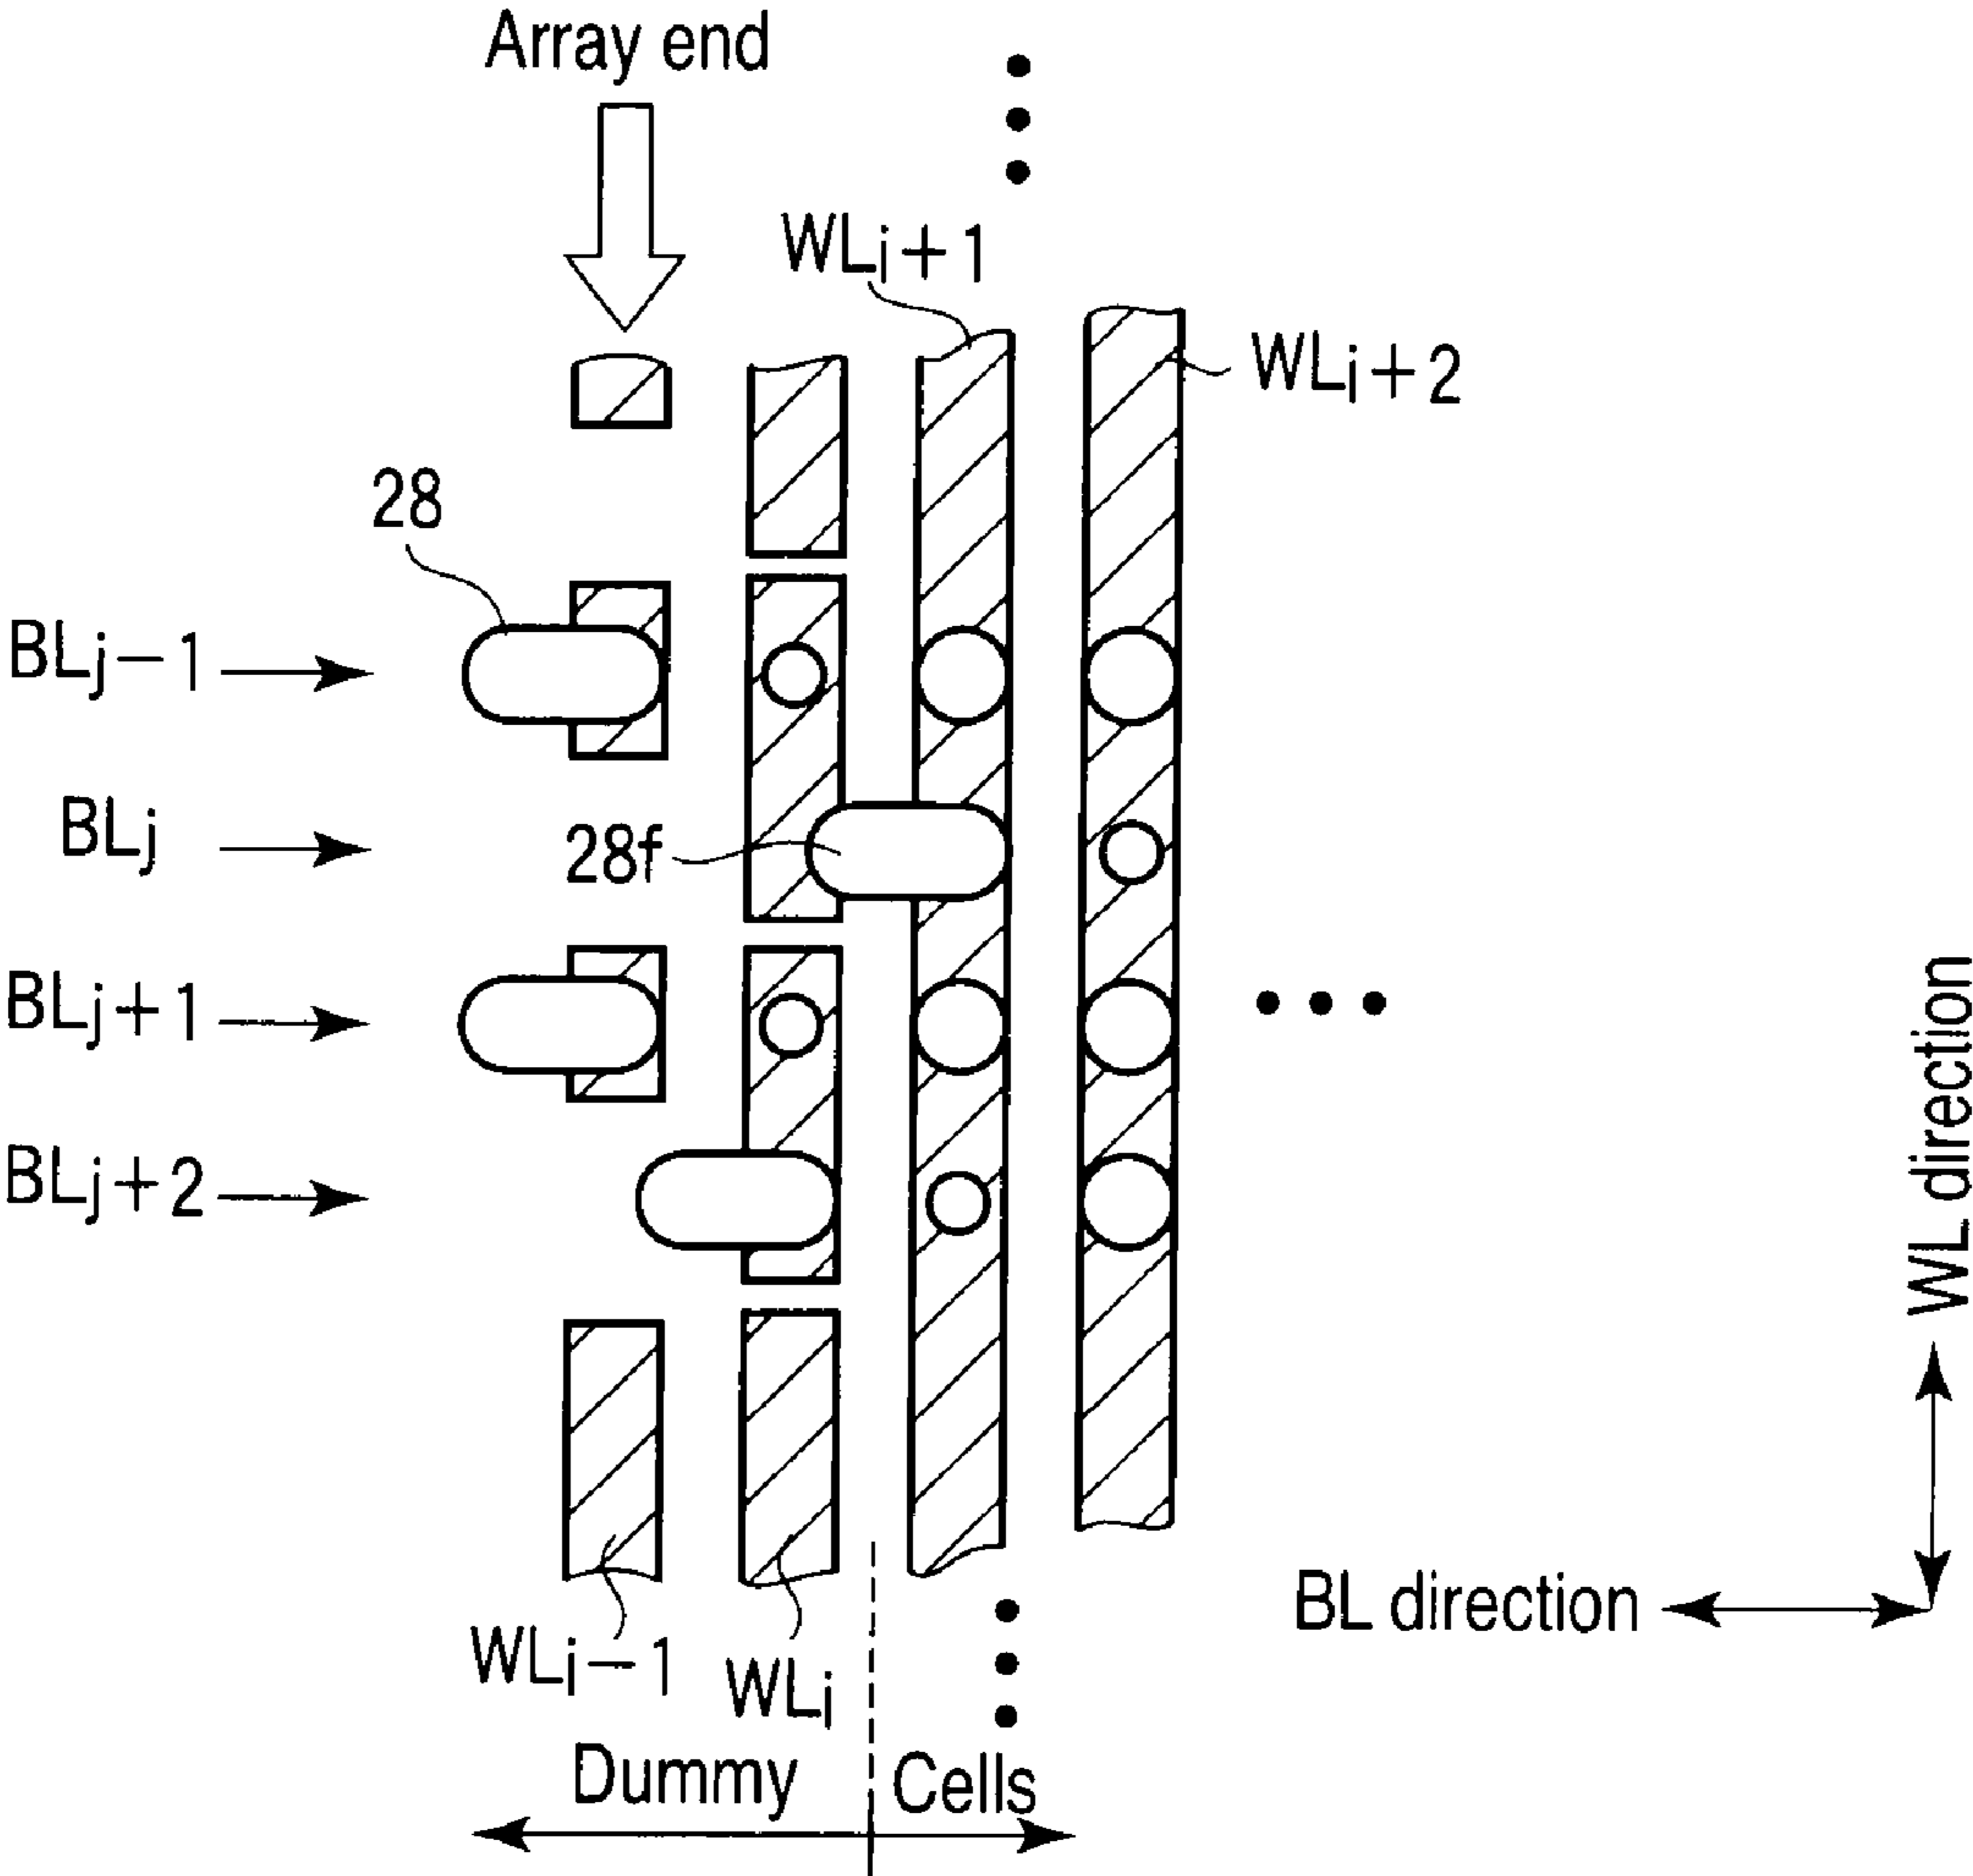 Array end
WLi+1
WLi+2
28
BLj-1
BLj
28f
BLj+1
BLj+2
WL direction
BL direction
WLi-1
WLi
Dummy
Cells